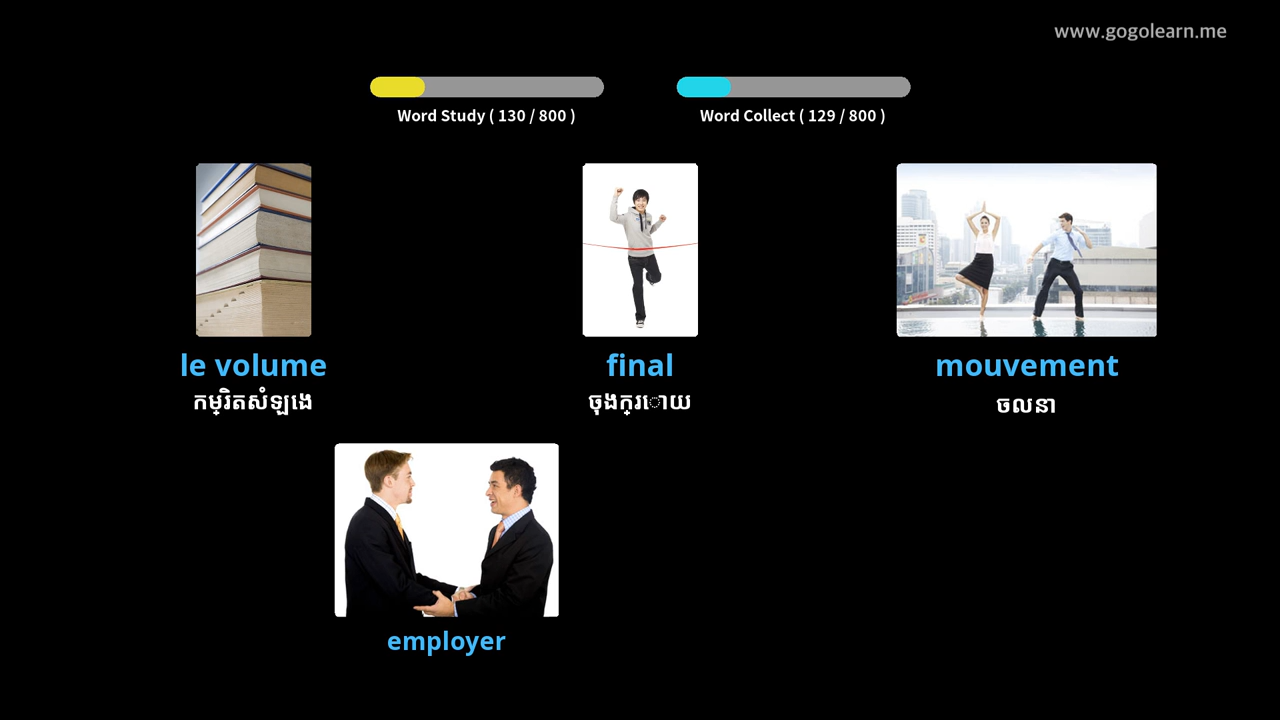 www.gogolearn.me
Word Study ( 130 / 800 )
Word Collect ( 129 / 800 )
le volume
final
mouvement
កម្រិតសំឡេង
ចុងក្រោយ
ចលនា
employer